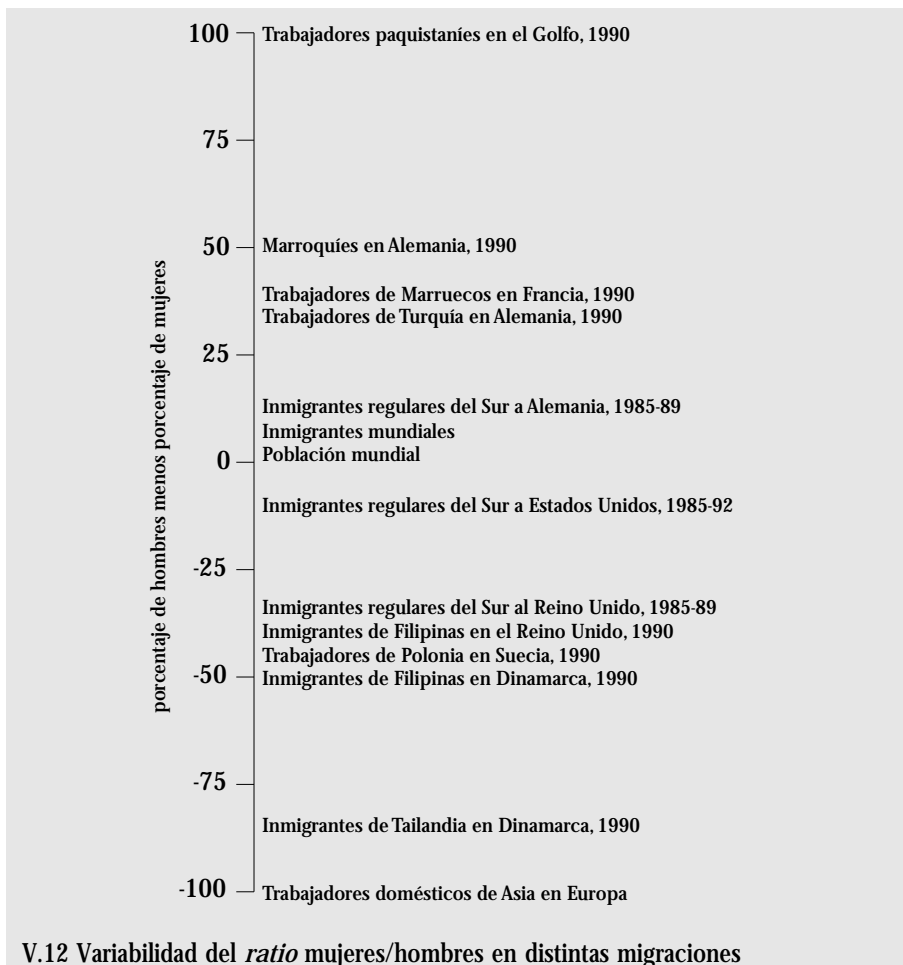 100 Trabajadores paquistaníes en el Golfo, 1990
75
50 Marroquíes en Alemania, 1990
Trabajadores de Marruecos en Francia, 1990
Trabajadores de Turquía en Alemania, 1990
25
Inmigrantes regulares del Sur a Alemania, 1985-89
Inmigrantes mundiales
0 Población mundial
Inmigrantes regulares del Sur a Estados Unidos, 1985-92
-25
Inmigrantes regulares del Sur al Reino Unido, 1985-89
Inmigrantes de Filipinas en el Reino Unido, 1990
Trabajadores de Polonia en Suecia, 1990
-50 Inmigrantes de Filipinas en Dinamarca, 1990
-75
Inmigrantes de Tailandia en Dinamarca, 1990
-100 Trabajadores domésticos de Asia en Europa
porcentaje de hombres menos porcentaje de mujeres
V.12 Variabilidad del ratio mujeres/hombres en distintas migraciones